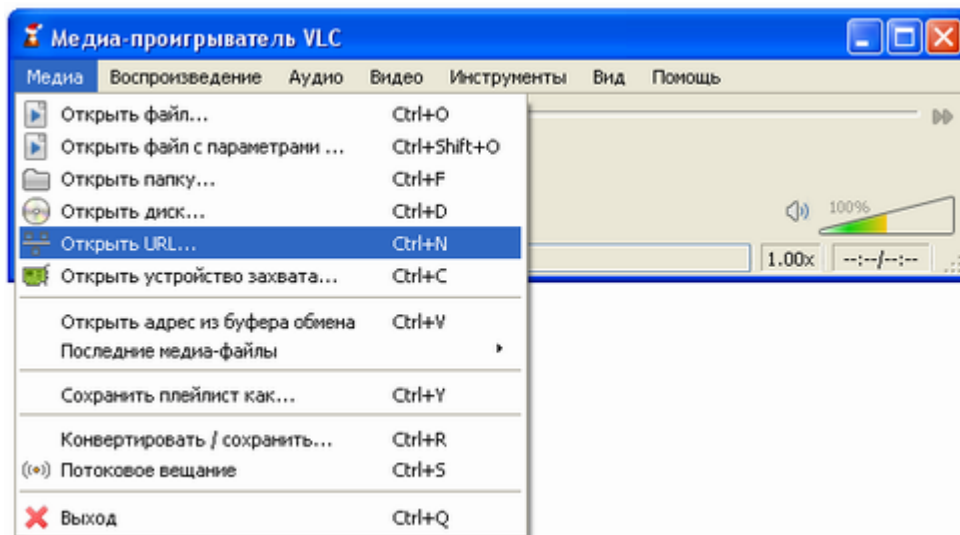 Медиа-проигрыватель VLC
Медиа Воспроизведение Аудио Видео Инструменты Вид Помощь
Открыть файл... Ctrl+O
Открыть файл с параметрами ... Ctrl+Shift+O
Открыть папку... Ctrl+F
Открыть диск... Ctrl+D
100%
Открыть URL... Ctrl+N
1.00x --:--/--:--
Открыть устройство захвата... Ctrl+C
Открыть адрес из буфера обмена Ctrl+V
Последние медиа-файлы
Сохранить плейлист как... Ctrl+Y
Конвертировать / сохранить... Ctrl+R
Потоковое вещание Ctrl+S
Выход Ctrl+Q